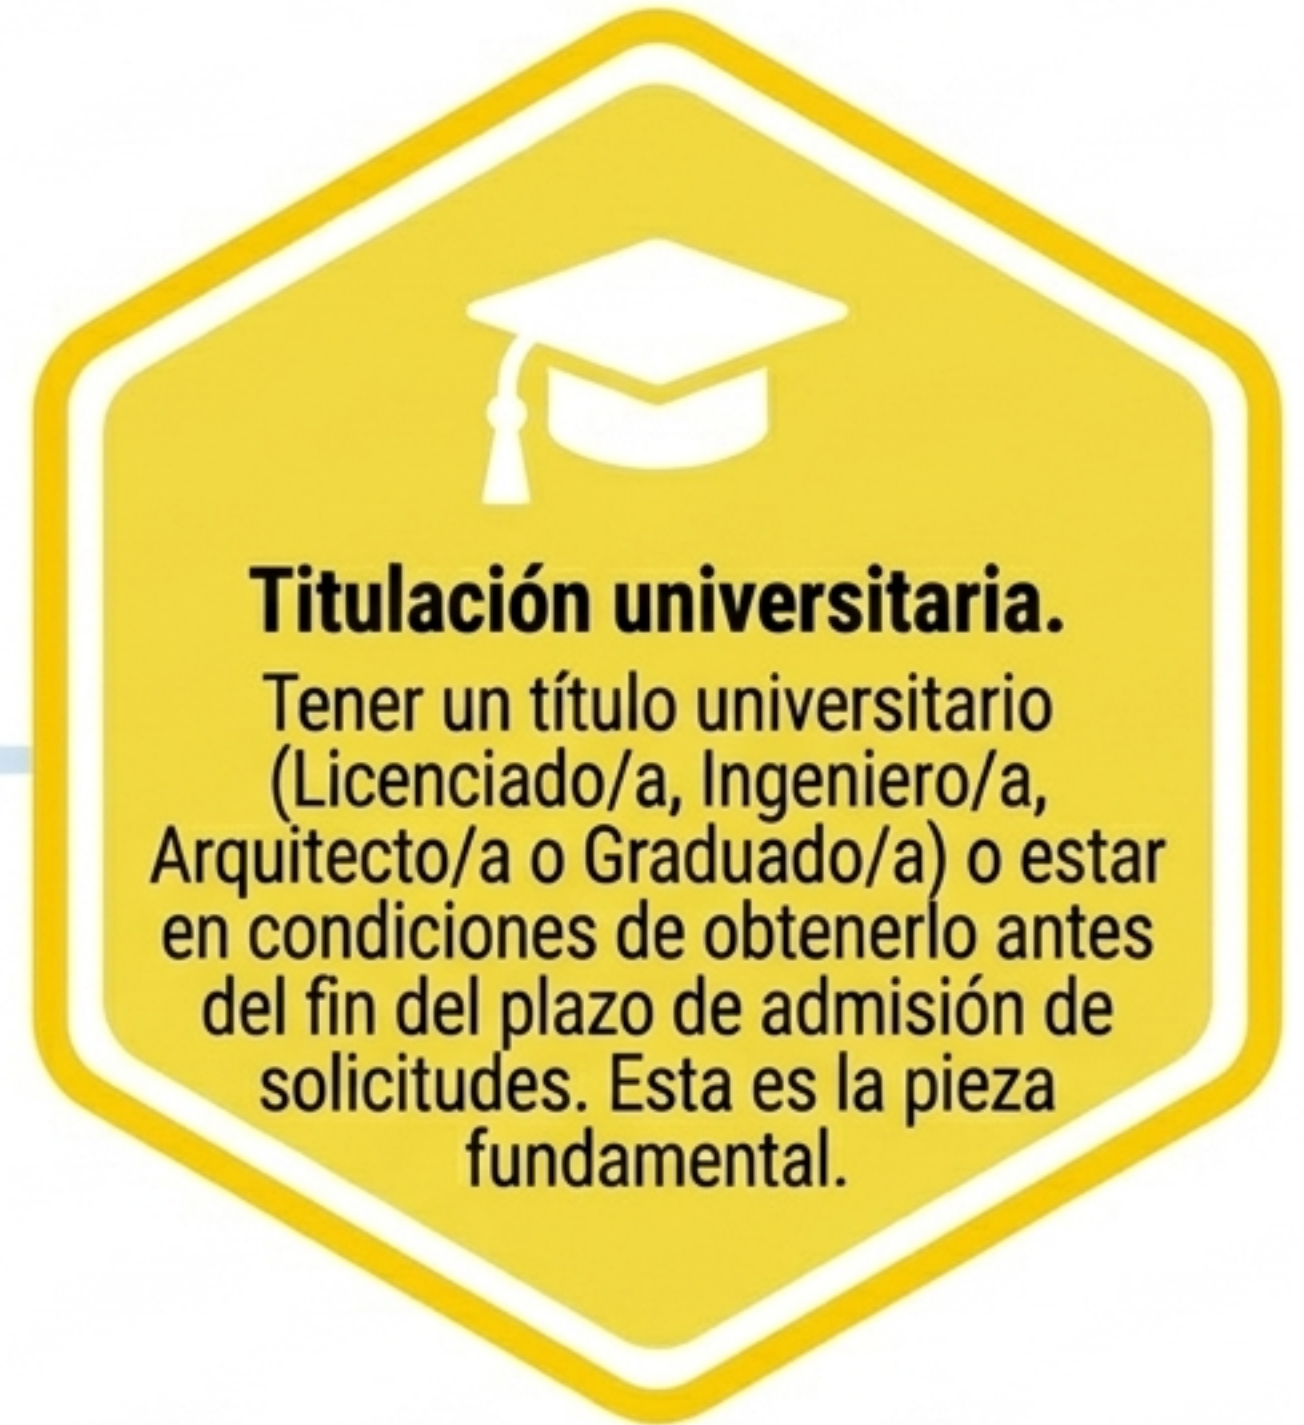 Titulación universitaria.
Tener un título universitario
(Licenciado/a, Ingeniero/a,
Arquitecto/a o Graduado/a) o estar
en condiciones de obtenerlo antes
del fin del plazo de admisión de
solicitudes. Esta es la pieza
fundamental.